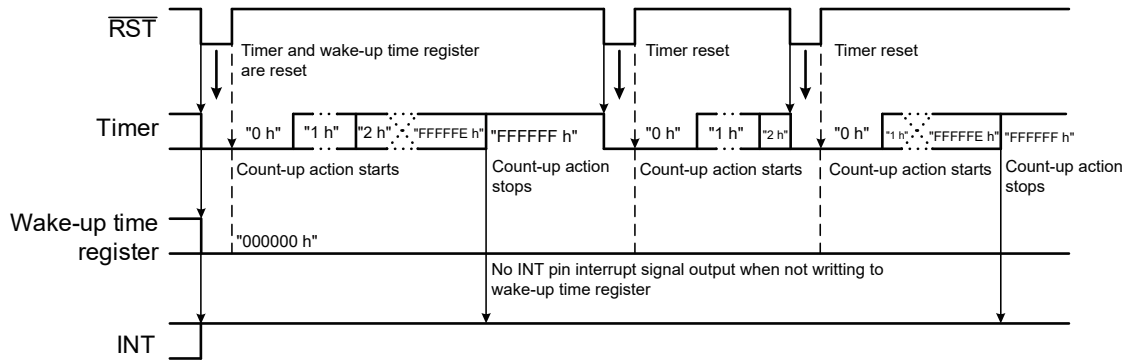 RST
Timer and wake-up time register
are reset
Timer reset
Timer reset
Timer
"0 h"
"1 h"
"2 h"
"FFFFFE h"
"FFFFFF h"
"0 h"
"1 h"
"2 h"
"0 h"
"1 h"
"FFFFFE h"
"FFFFFF h"
Count-up action starts
Count-up action
stops
Count-up action starts
Count-up action starts
Count-up action
stops
Wake-up time
register
"000000 h"
No INT pin interrupt signal output when not writting to
wake-up time register
INT